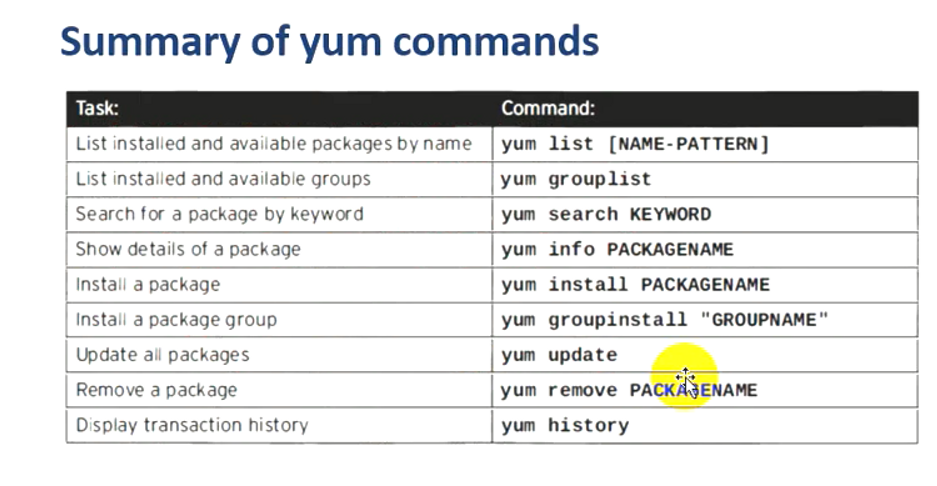 Summary of yum commands
Task: Command:
List installed and available packages by name yum list [NAME-PATTERN]
List installed and available groups yum grouplist
Search for a package by keyword yum search KEYWORD
Show details of a package yum info PACKAGENAME
Install a package yum install PACKAGENAME
Install a package group yum groupinstall "GROUPNAME"
Update all packages yum update
Remove a package yum remove PACKAGENAME
Display transaction history yum history